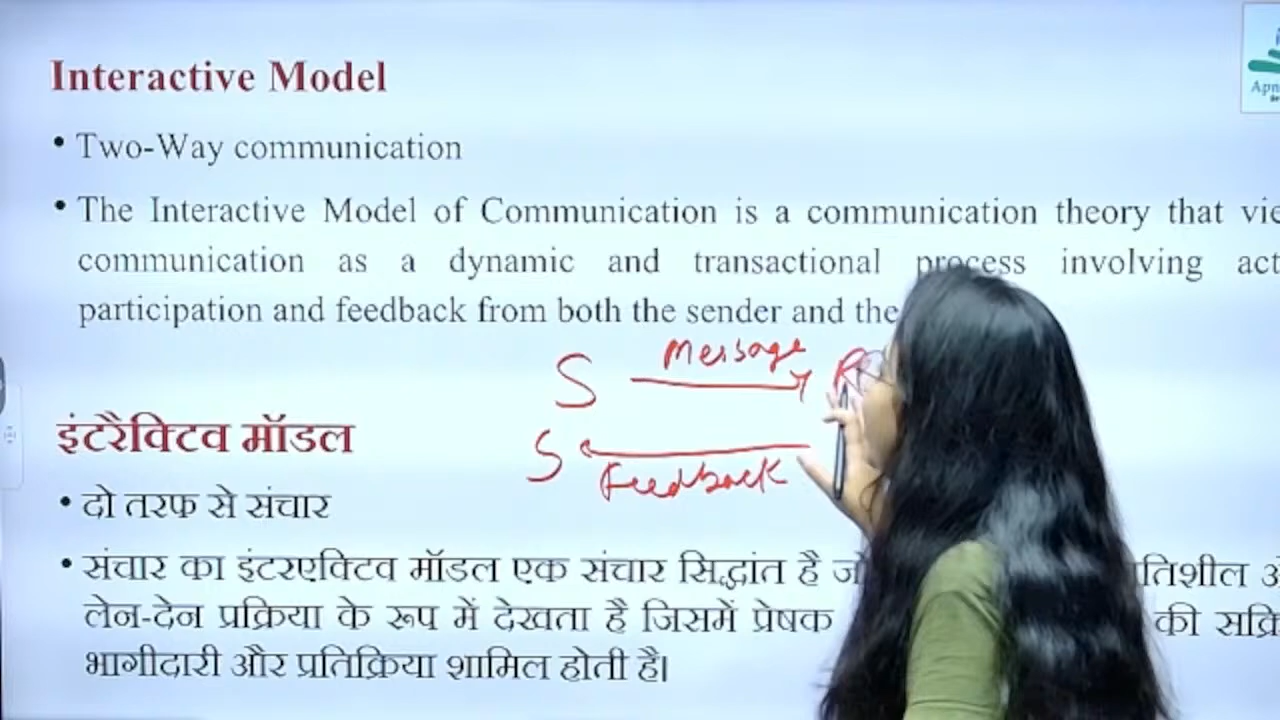 Interactive Model
• Two-Way communication
• The Interactive Model of Communication is a communication theory that vie
communication as a dynamic and transactional process involving act
participation and feedback from both the sender and the
S Message R
S Feedback
इंटरैक्टिव मॉडल
• दो तरफ से संचार
• संचार का इंटरएक्टिव मॉडल एक संचार सिद्धांत है
लेन-देन प्रक्रिया के रूप में देखता है जिसमें प्रेषक की सक्रि
भागीदारी और प्रतिक्रिया शामिल होती है।
Apn